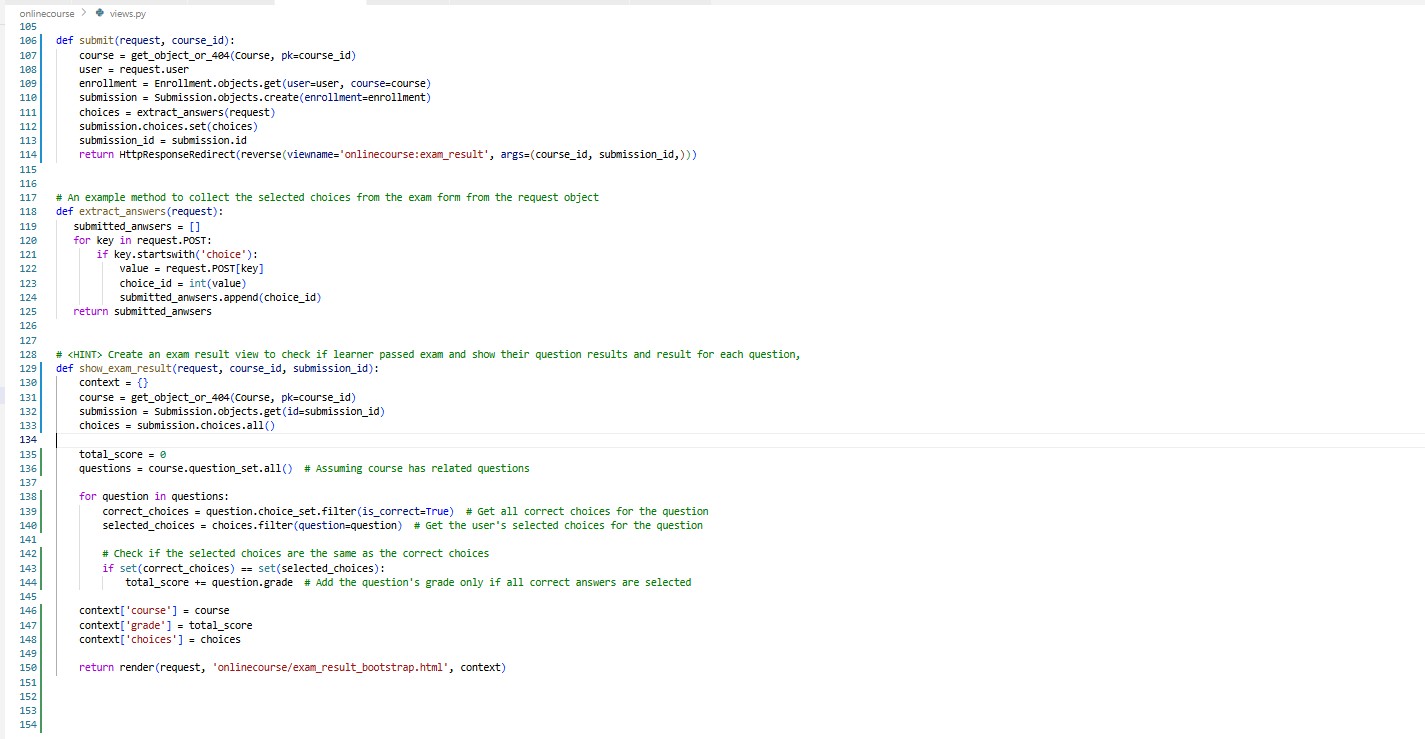 onlinecourse > views.py
105
106 def submit(request, course_id):
107     course = get_object_or_404(Course, pk=course_id)
108     user = request.user
109     enrollment = Enrollment.objects.get(user=user, course=course)
110     submission = Submission.objects.create(enrollment=enrollment)
111     choices = extract_answers(request)
112     submission.choices.set(choices)
113     submission_id = submission.id
114     return HttpResponseRedirect(reverse(viewname='onlinecourse:exam_result', args=(course_id, submission_id,)))
115
116
117 # An example method to collect the selected choices from the exam form from the request object
118 def extract_answers(request):
119    submitted_anwsers = []
120    for key in request.POST:
121        if key.startswith('choice'):
122            value = request.POST[key]
123            choice_id = int(value)
124            submitted_anwsers.append(choice_id)
125    return submitted_anwsers
126
127
128 # <HINT> Create an exam result view to check if learner passed exam and show their question results and result for each question,
129 def show_exam_result(request, course_id, submission_id):
130     context = {}
131     course = get_object_or_404(Course, pk=course_id)
132     submission = Submission.objects.get(id=submission_id)
133     choices = submission.choices.all()
134
135     total_score = 0
136     questions = course.question_set.all()  # Assuming course has related questions
137
138     for question in questions:
139         correct_choices = question.choice_set.filter(is_correct=True)  # Get all correct choices for the question
140         selected_choices = choices.filter(question=question)  # Get the user's selected choices for the question
141
142         # Check if the selected choices are the same as the correct choices
143         if set(correct_choices) == set(selected_choices):
144             total_score += question.grade  # Add the question's grade only if all correct answers are selected
145
146     context['course'] = course
147     context['grade'] = total_score
148     context['choices'] = choices
149
150     return render(request, 'onlinecourse/exam_result_bootstrap.html', context)
151
152
153
154